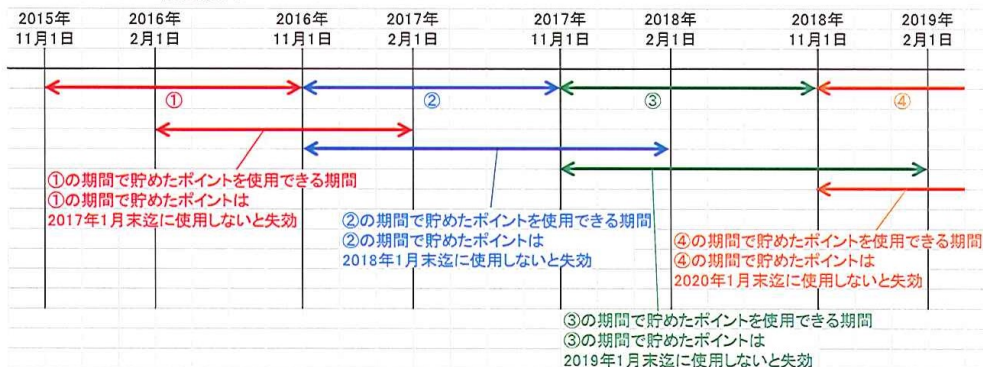 2015年 2016年 2016年 2017年 2017年 2018年 2018年 2019年
11月1日 2月1日 11月1日 2月1日 11月1日 2月1日 11月1日 2月1日
① ② ③ ④
①の期間で貯めたポイントを使用できる期間
①の期間で貯めたポイントは
2017年1月末迄に使用しないと失効
②の期間で貯めたポイントを使用できる期間
②の期間で貯めたポイントは
2018年1月末迄に使用しないと失効
④の期間で貯めたポイントを使用できる期間
④の期間で貯めたポイントは
2020年1月末迄に使用しないと失効
③の期間で貯めたポイントを使用できる期間
③の期間で貯めたポイントは
2019年1月末迄に使用しないと失効